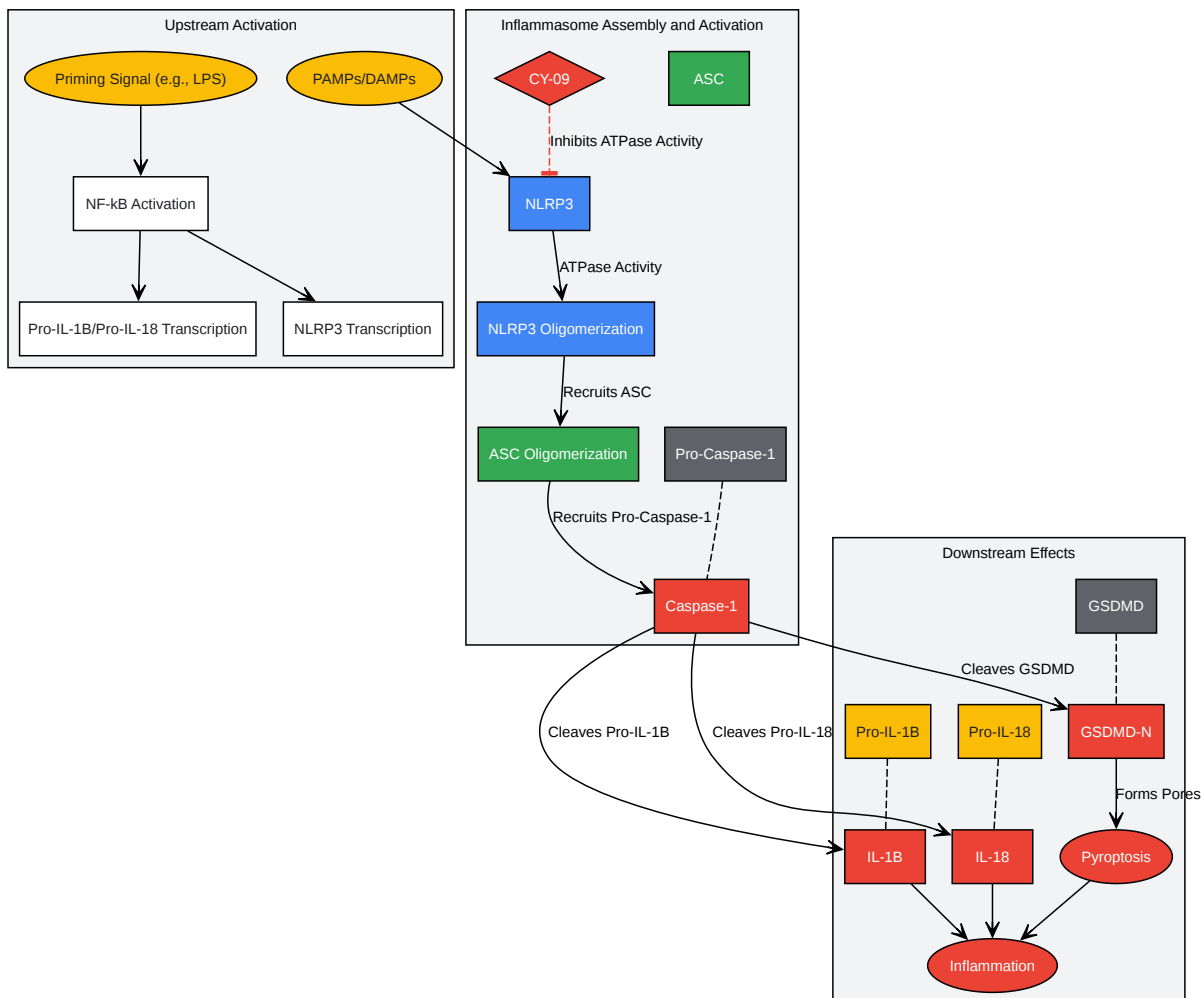 Upstream Activation
Inflammasome Assembly and Activation
Priming Signal (e.g., LPS)
PAMPs/DAMPs
CY-09
ASC
Inhibits ATPase Activity
NF-kB Activation
NLRP3
ATPase Activity
Pro-IL-1B/Pro-IL-18 Transcription
NLRP3 Transcription
NLRP3 Oligomerization
Recruits ASC
ASC Oligomerization
Pro-Caspase-1
Recruits Pro-Caspase-1
Downstream Effects
Caspase-1
GSDMD
Cleaves GSDMD
Cleaves Pro-IL-1B
Cleaves Pro-IL-18
Pro-IL-1B
Pro-IL-18
GSDMD-N
Forms Pores
IL-1B
IL-18
Pyroptosis
Inflammation